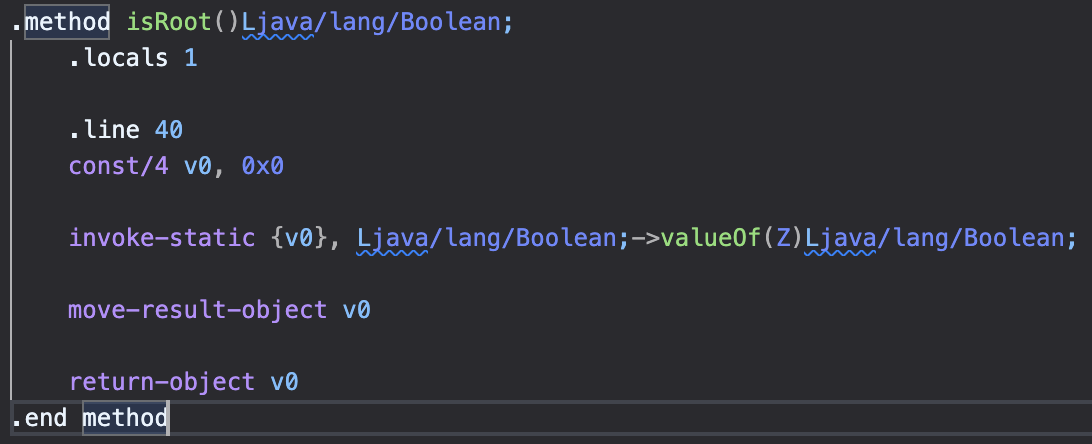 .method isRoot()Ljava/lang/Boolean;
.locals 1
.line 40
const/4 v0, 0x0
invoke-static {v0}, Ljava/lang/Boolean;->valueOf(Z)Ljava/lang/Boolean;
move-result-object v0
return-object v0
.end method